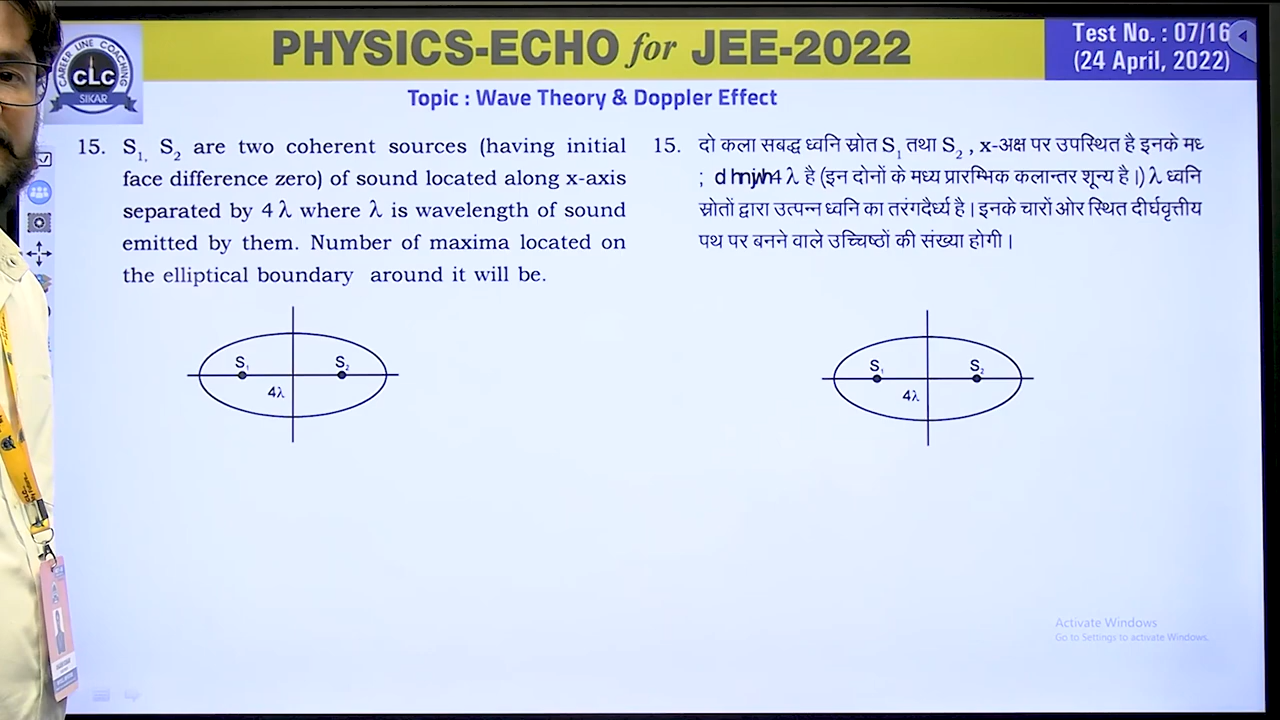 PHYSICS-ECHO for JEE-2022
Test No. : 07/16
(24 April, 2022)
CAREER LINE COACHING
CLC
SIKAR
Topic : Wave Theory & Doppler Effect
15. S₁, S₂ are two coherent sources (having initial
face difference zero) of sound located along x-axis
separated by 4 λ where λ is wavelength of sound
emitted by them. Number of maxima located on
the elliptical boundary around it will be.
S₁ S₂
4λ
15. दो कला सबद्ध ध्वनि स्रोत S₁ तथा S₂ , x-अक्ष पर उपस्थित है इनके मध
; d hmjwh 4 λ है (इन दोनों के मध्य प्रारम्भिक कलान्तर शून्य है।) λ ध्वनि
स्रोतों द्वारा उत्पन्न ध्वनि का तरंगदैर्ध्य है। इनके चारों ओर स्थित दीर्घवृत्तीय
पथ पर बनने वाले उच्चिष्ठों की संख्या होगी।
S₁ S₂
4λ
Activate Windows
Go to Settings to activate Windows.